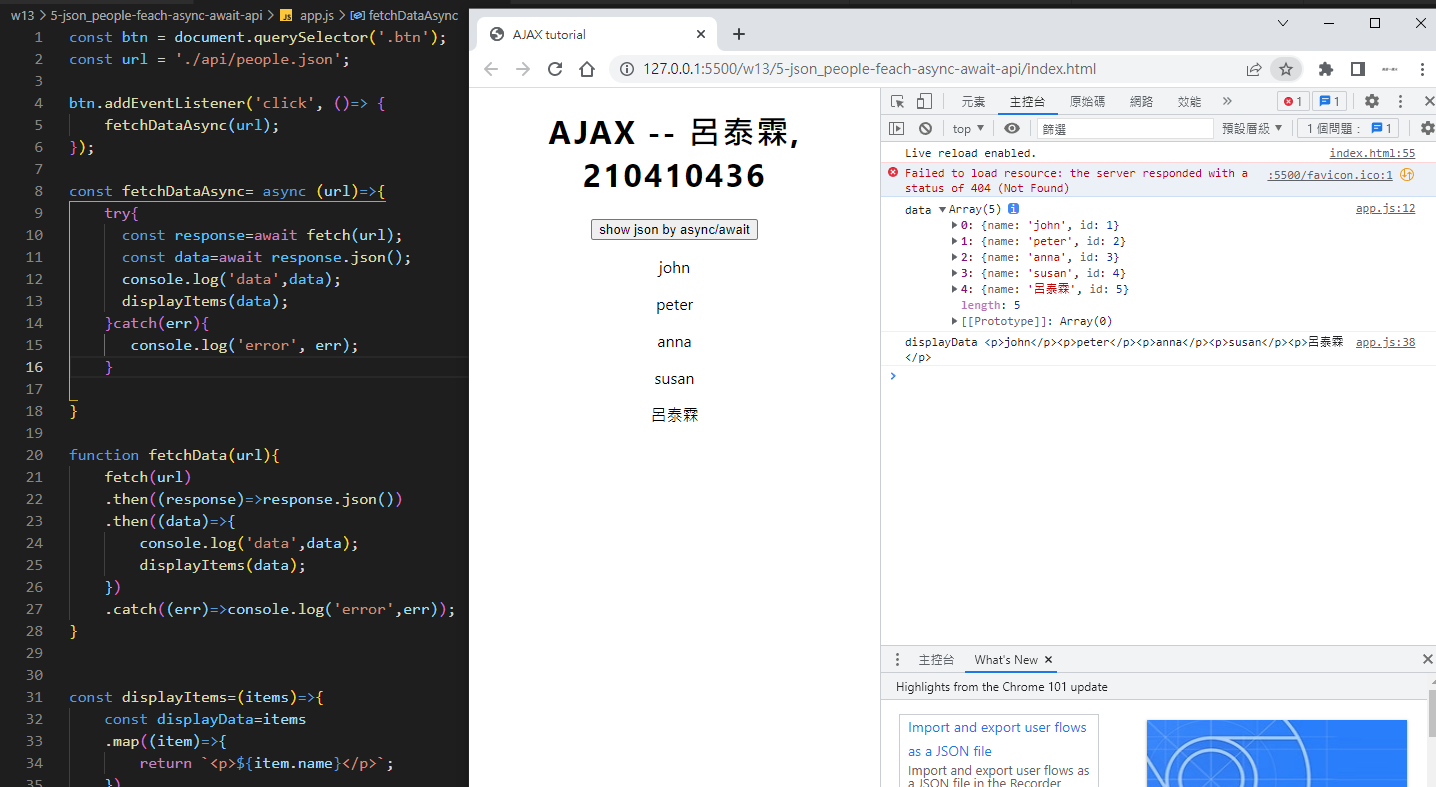 w13 > 5-json_people-feach-async-await-api > JS app.js > fetchDataAsync
1 const btn = document.querySelector('.btn');
2 const url = './api/people.json';
3
4 btn.addEventListener('click', ()=> {
5 fetchDataAsync(url);
6 });
7
8 const fetchDataAsync= async (url)=>{
9 try{
10 const response=await fetch(url);
11 const data=await response.json();
12 console.log('data',data);
13 displayItems(data);
14 }catch(err){
15 console.log('error', err);
16 }
17
18 }
19
20 function fetchData(url){
21 fetch(url)
22 .then((response)=>response.json())
23 .then((data)=>{
24 console.log('data',data);
25 displayItems(data);
26 })
27 .catch((err)=>console.log('error',err));
28 }
29
30
31 const displayItems=(items)=>{
32 const displayData=items
33 .map((item)=>{
34 return `<p>${item.name}</p>`;
35 })
AJAX tutorial
127.0.0.1:5500/w13/5-json_people-feach-async-await-api/index.html
AJAX -- 呂泰霖,
210410436
show json by async/await
john
peter
anna
susan
呂泰霖
元素 主控台 原始碼 網路 效能 » 1 1
top 篩選 預設層級 1 個問題： 1
Live reload enabled. index.html:55
Failed to load resource: the server responded with a :5500/favicon.ico:1
status of 404 (Not Found)
data Array(5) app.js:12
0: {name: 'john', id: 1}
1: {name: 'peter', id: 2}
2: {name: 'anna', id: 3}
3: {name: 'susan', id: 4}
4: {name: '呂泰霖', id: 5}
length: 5
[[Prototype]]: Array(0)
displayData <p>john</p><p>peter</p><p>anna</p><p>susan</p><p>呂泰霖 app.js:38
</p>
主控台 What's New
Highlights from the Chrome 101 update
Import and export user flows
as a JSON file
Import and export user flows as
a JSON file in the Recorder